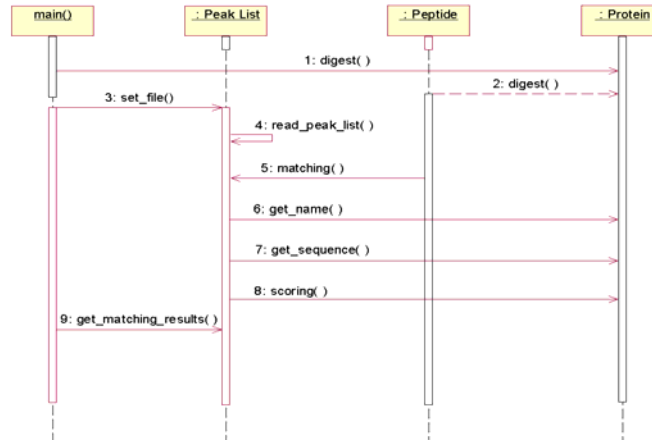 main()
: Peak List
: Peptide
: Protein
1: digest( )
2: digest( )
3: set_file()
4: read_peak_list( )
5: matching( )
6: get_name( )
7: get_sequence( )
8: scoring( )
9: get_matching_results( )